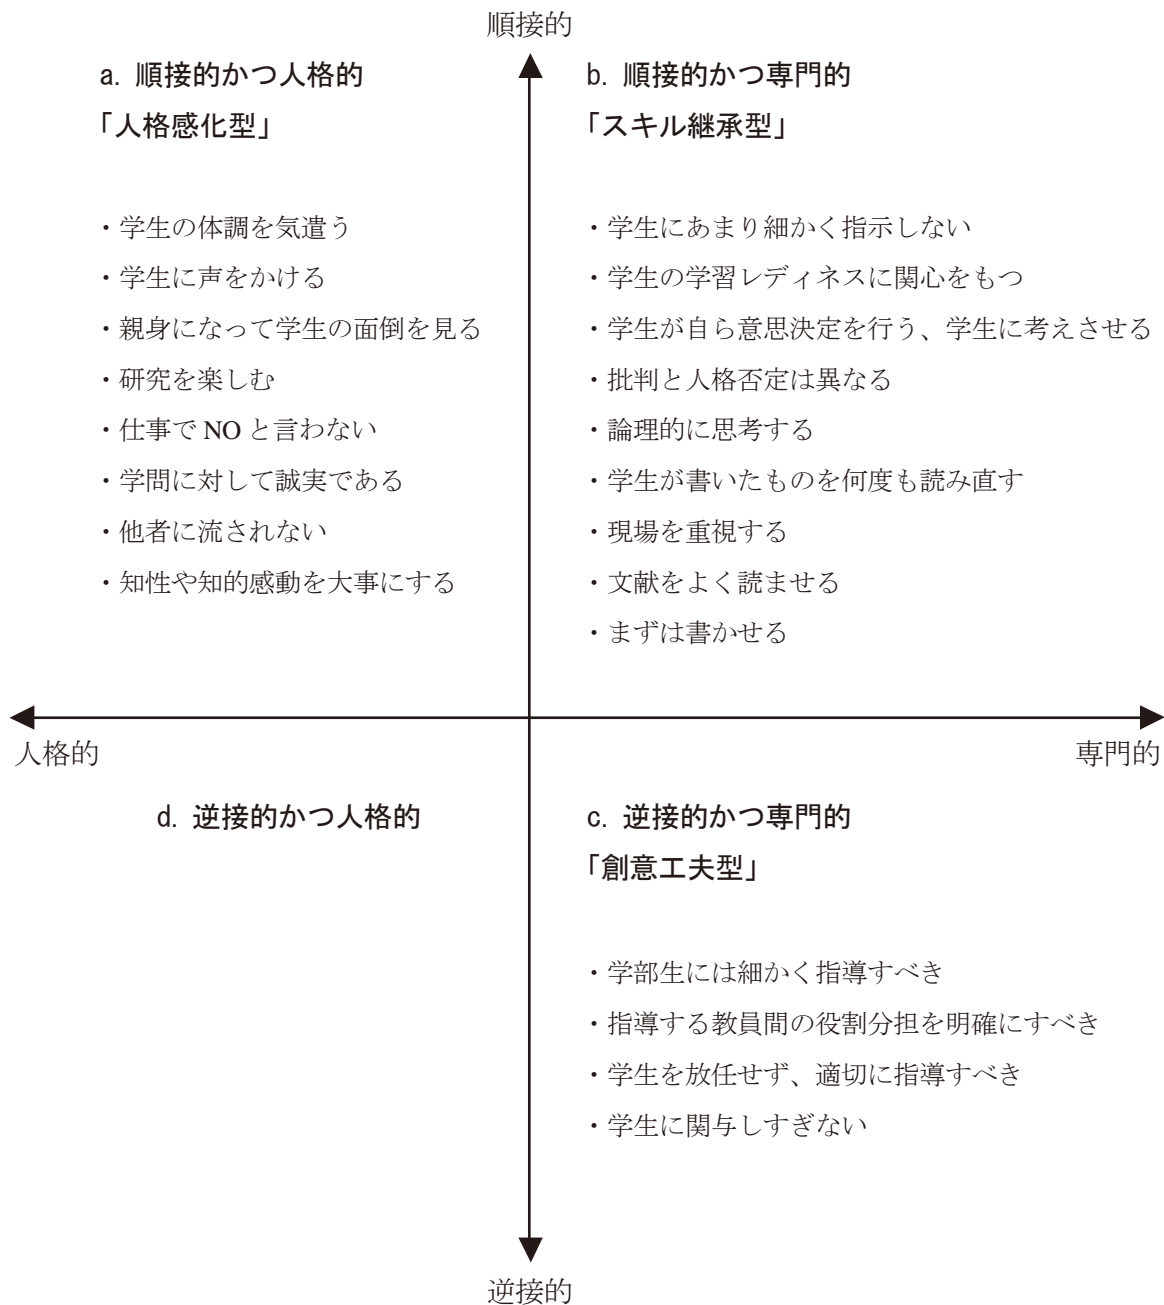 順接的
a. 順接的かつ人格的
「人格感化型」
・学生の体調を気遣う
・学生に声をかける
・親身になって学生の面倒を見る
・研究を楽しむ
・仕事で NO と言わない
・学問に対して誠実である
・他者に流されない
・知性や知的感動を大事にする
b. 順接的かつ専門的
「スキル継承型」
・学生にあまり細かく指示しない
・学生の学習レディネスに関心をもつ
・学生が自ら意思決定を行う、学生に考えさせる
・批判と人格否定は異なる
・論理的に思考する
・学生が書いたものを何度も読み直す
・現場を重視する
・文献をよく読ませる
・まずは書かせる
人格的
専門的
d. 逆接的かつ人格的
c. 逆接的かつ専門的
「創意工夫型」
・学部生には細かく指導すべき
・指導する教員間の役割分担を明確にすべき
・学生を放任せず、適切に指導すべき
・学生に関与しすぎない
逆接的